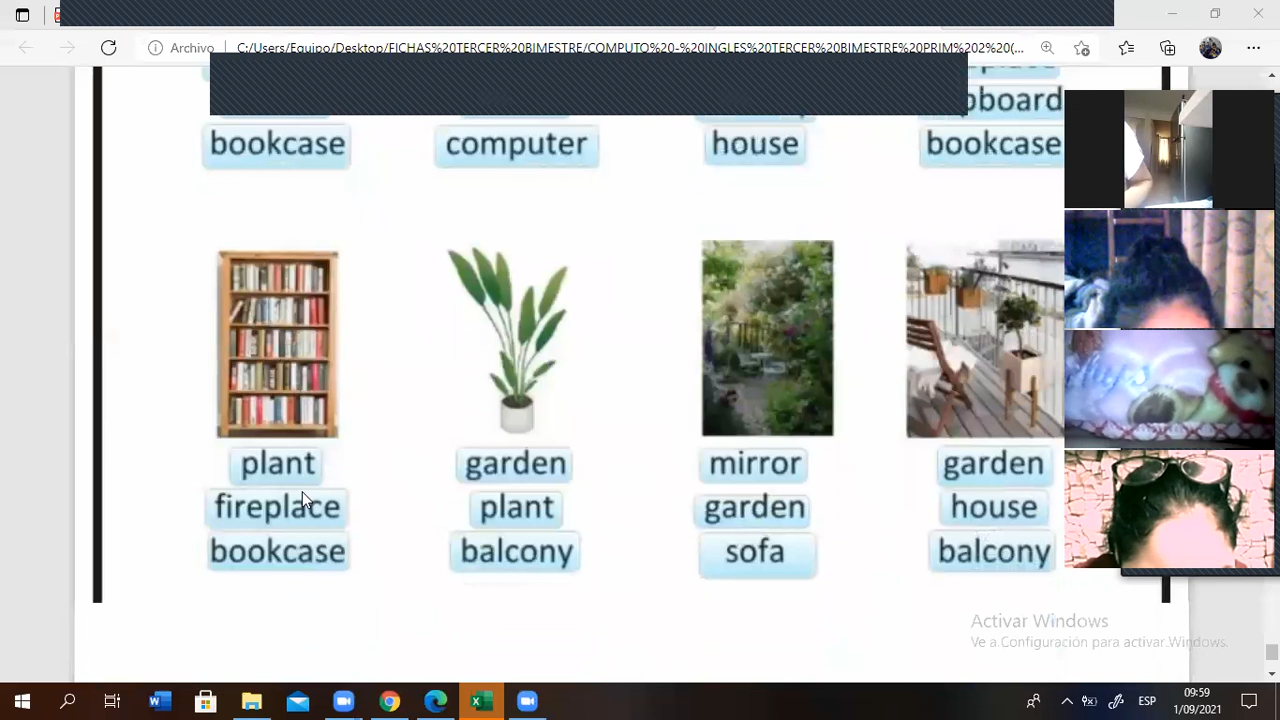 Archivo C:/Users/Equipo/Desktop/FICHAS%20TERCER%20BIMESTRE/COMPUTO%20-%20INGLES%20TERCER%20BIMESTRE%20PRIM%202%20(...
pboard
bookcase computer house bookcase
plant garden mirror garden
fireplace plant garden house
bookcase balcony sofa balcony
Activar Windows
Ve a Configuración para activar Windows.
ESP
09:59
1/09/2021